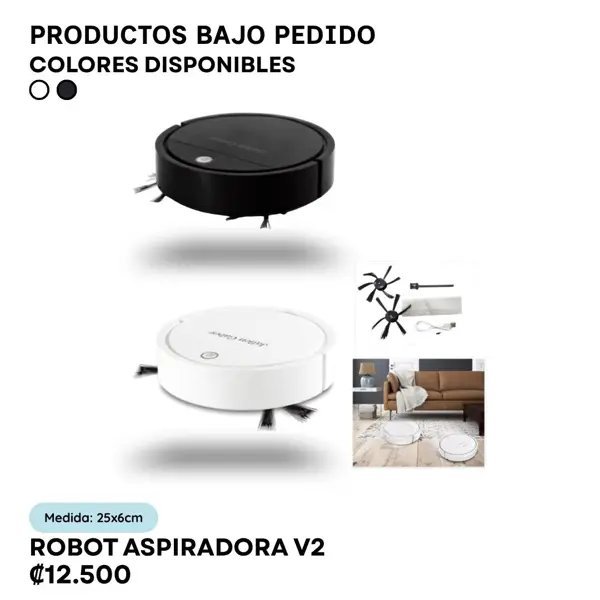 PRODUCTOS BAJO PEDIDO
COLORES DISPONIBLES
Medida: 25x6cm
ROBOT ASPIRADORA V2
₡12.500